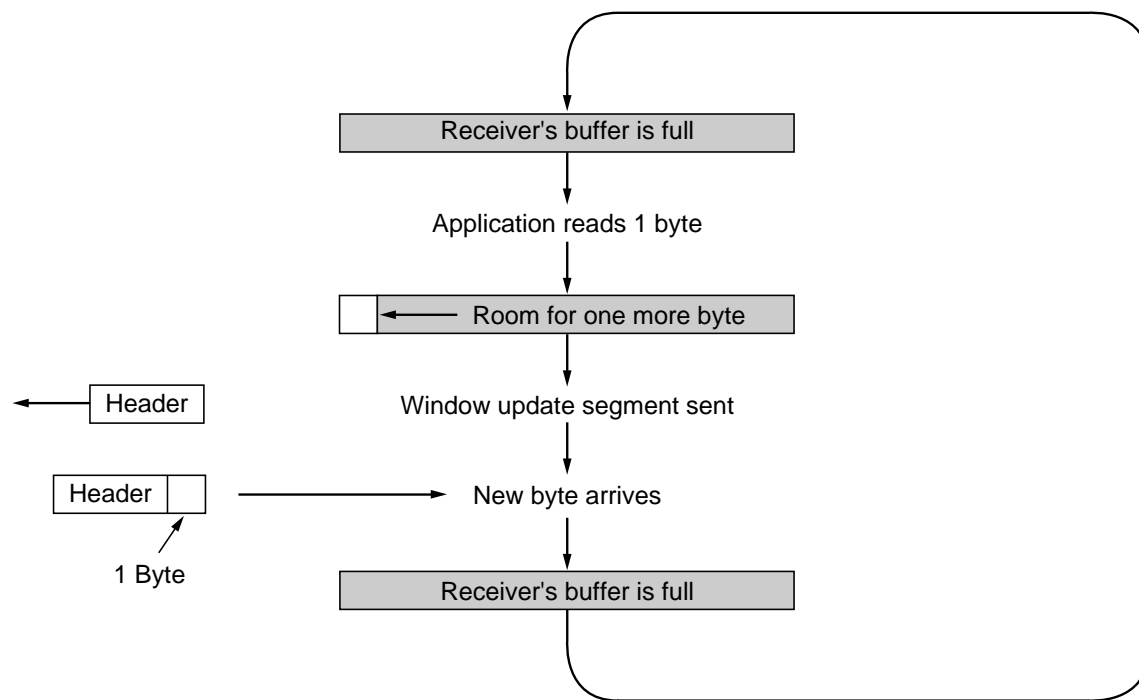 Receiver's buffer is full
Application reads 1 byte
Room for one more byte
Header
Window update segment sent
Header
New byte arrives
1 Byte
Receiver's buffer is full